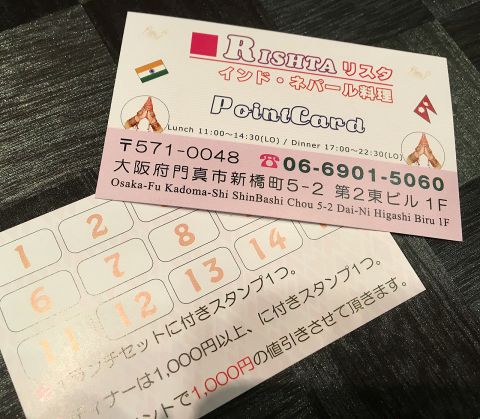 RISHTA リスタ
インド・ネパール料理
PointCard
Lunch 11:00～14:30(LO) / Dinner 17:00～22:30(LO)
〒571-0048 ☎06-6901-5060
大阪府門真市新橋町5-2 第2東ビル 1F
Osaka-Fu Kadoma-Shi ShinBashi Chou 5-2 Dai-Ni Higashi Biru 1F
1 2
6 7
11 12 13 14
ランチセットに付きスタンプ1つ。
ディナーは1,000円以上、に付きスタンプ1つ。
ントで1,000円の値引きさせて頂きます。